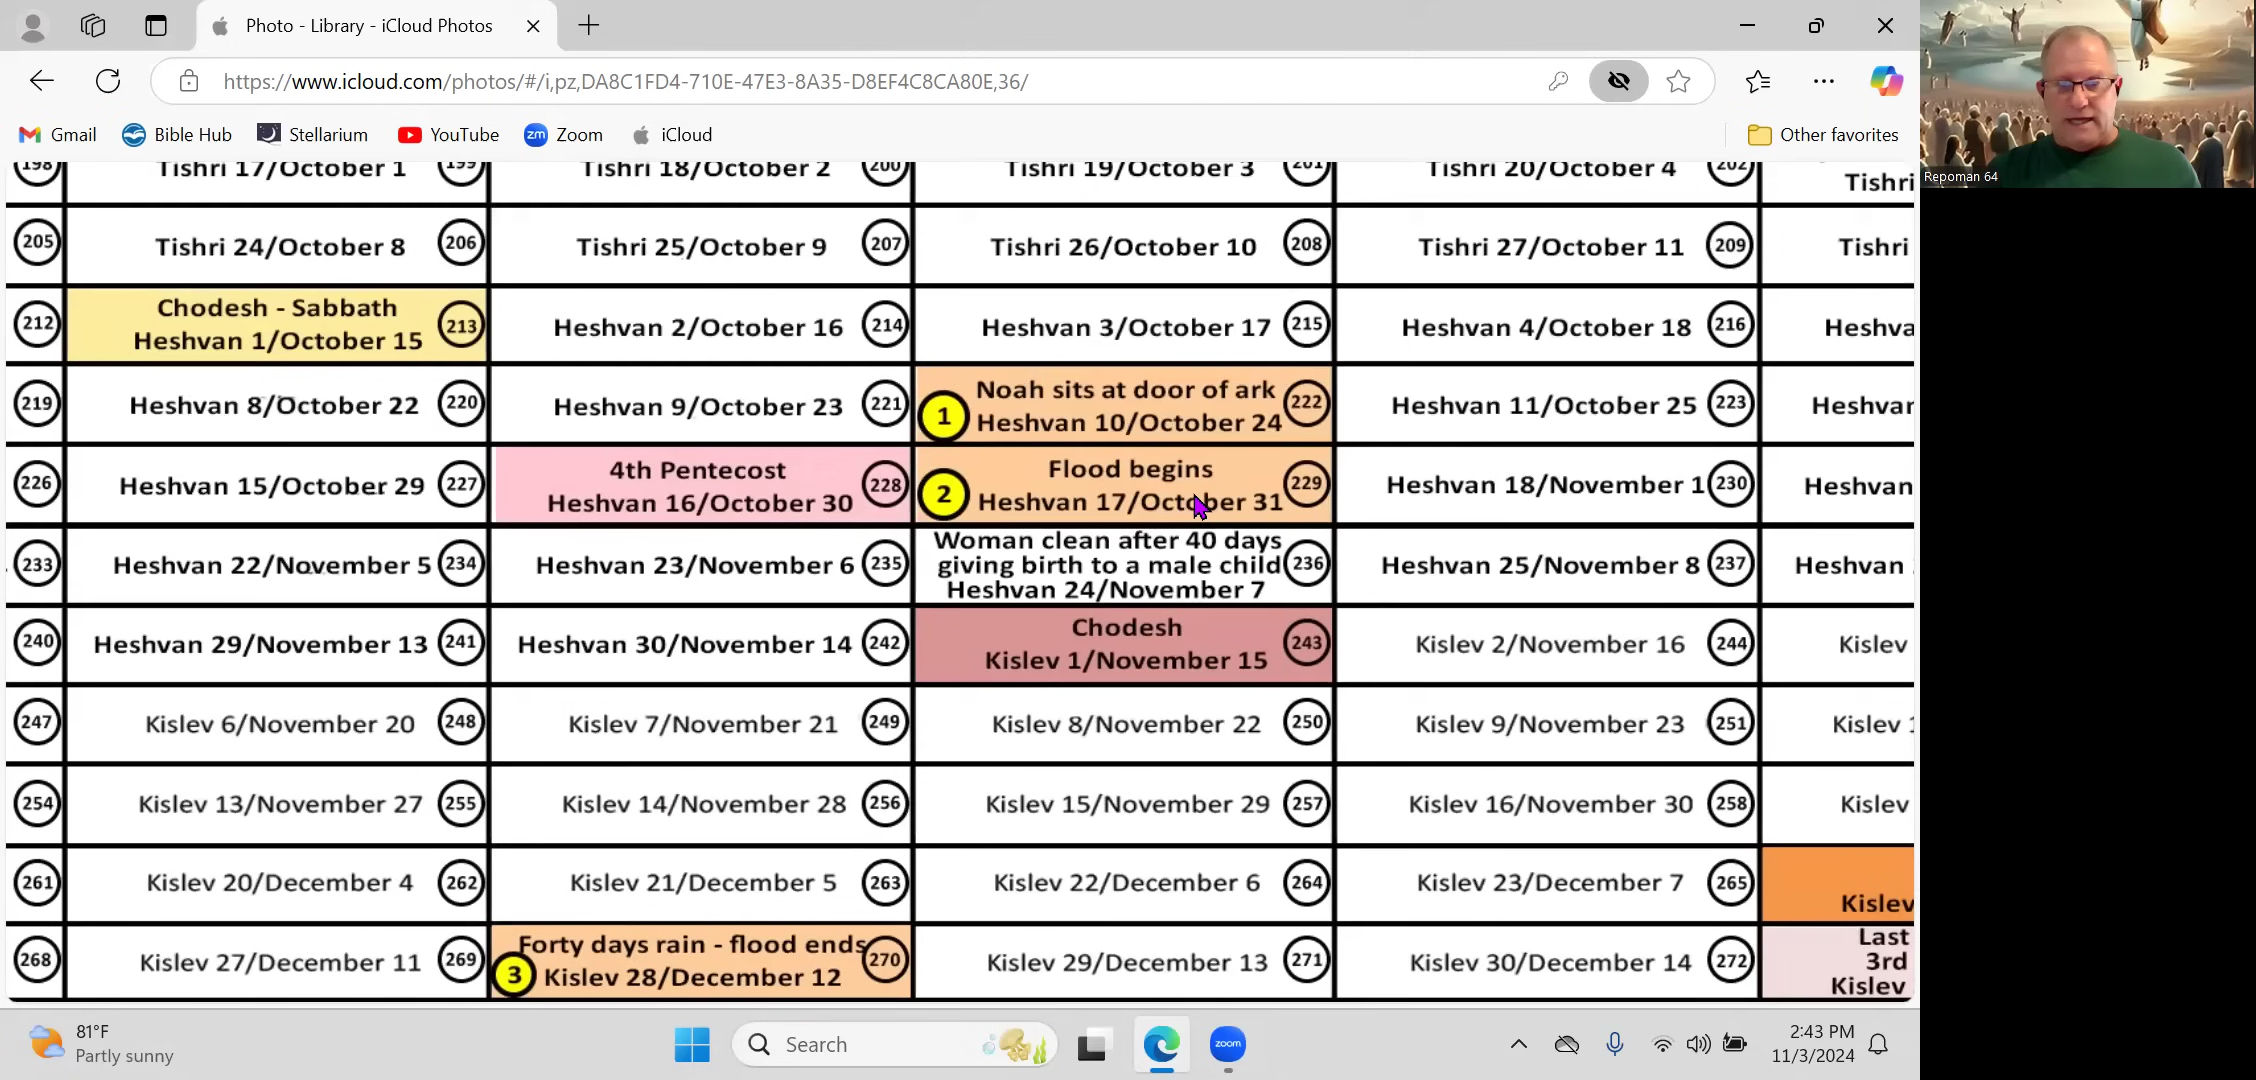 Photo - Library - iCloud Photos
https://www.icloud.com/photos/#/i,pz,DA8C1FD4-710E-47E3-8A35-D8EF4C8CA80E,36/
Gmail Bible Hub Stellarium YouTube zm Zoom iCloud Other favorites
Repoman 64
198 Tishri 17/October 1 199 Tishri 18/October 2 200 Tishri 19/October 3 201 Tishri 20/October 4 202 Tishri
205 Tishri 24/October 8 206 Tishri 25/October 9 207 Tishri 26/October 10 208 Tishri 27/October 11 209 Tishri
212 Chodesh - Sabbath
Heshvan 1/October 15 213 Heshvan 2/October 16 214 Heshvan 3/October 17 215 Heshvan 4/October 18 216 Heshva
219 Heshvan 8/October 22 220 Heshvan 9/October 23 221 1 Noah sits at door of ark
Heshvan 10/October 24 222 Heshvan 11/October 25 223 Heshvar
226 Heshvan 15/October 29 227 4th Pentecost
Heshvan 16/October 30 228 2 Flood begins
Heshvan 17/October 31 229 Heshvan 18/November 1 230 Heshvan
233 Heshvan 22/November 5 234 Heshvan 23/November 6 235 Woman clean after 40 days
giving birth to a male child
Heshvan 24/November 7 236 Heshvan 25/November 8 237 Heshvan
240 Heshvan 29/November 13 241 Heshvan 30/November 14 242 Chodesh
Kislev 1/November 15 243 Kislev 2/November 16 244 Kislev
247 Kislev 6/November 20 248 Kislev 7/November 21 249 Kislev 8/November 22 250 Kislev 9/November 23 251 Kislev
254 Kislev 13/November 27 255 Kislev 14/November 28 256 Kislev 15/November 29 257 Kislev 16/November 30 258 Kislev
261 Kislev 20/December 4 262 Kislev 21/December 5 263 Kislev 22/December 6 264 Kislev 23/December 7 265 Kislev
268 Kislev 27/December 11 269 3 Forty days rain - flood ends
Kislev 28/December 12 270 Kislev 29/December 13 271 Kislev 30/December 14 272 Last
3rd
Kislev
81°F
Partly sunny
Search
zoom
2:43 PM
11/3/2024